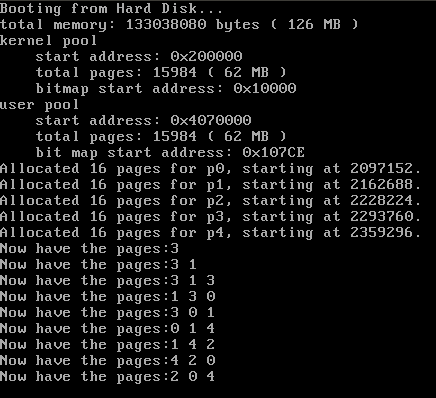 Booting from Hard Disk...
total memory: 133038080 bytes ( 126 MB )
kernel pool
    start address: 0x200000
    total pages: 15984 ( 62 MB )
    bitmap start address: 0x10000
user pool
    start address: 0x4070000
    total pages: 15984 ( 62 MB )
    bit map start address: 0x107CE
Allocated 16 pages for p0, starting at 2097152.
Allocated 16 pages for p1, starting at 2162688.
Allocated 16 pages for p2, starting at 2228224.
Allocated 16 pages for p3, starting at 2293760.
Allocated 16 pages for p4, starting at 2359296.
Now have the pages:3
Now have the pages:3 1
Now have the pages:3 1 3
Now have the pages:1 3 0
Now have the pages:3 0 1
Now have the pages:0 1 4
Now have the pages:1 4 2
Now have the pages:4 2 0
Now have the pages:2 0 4